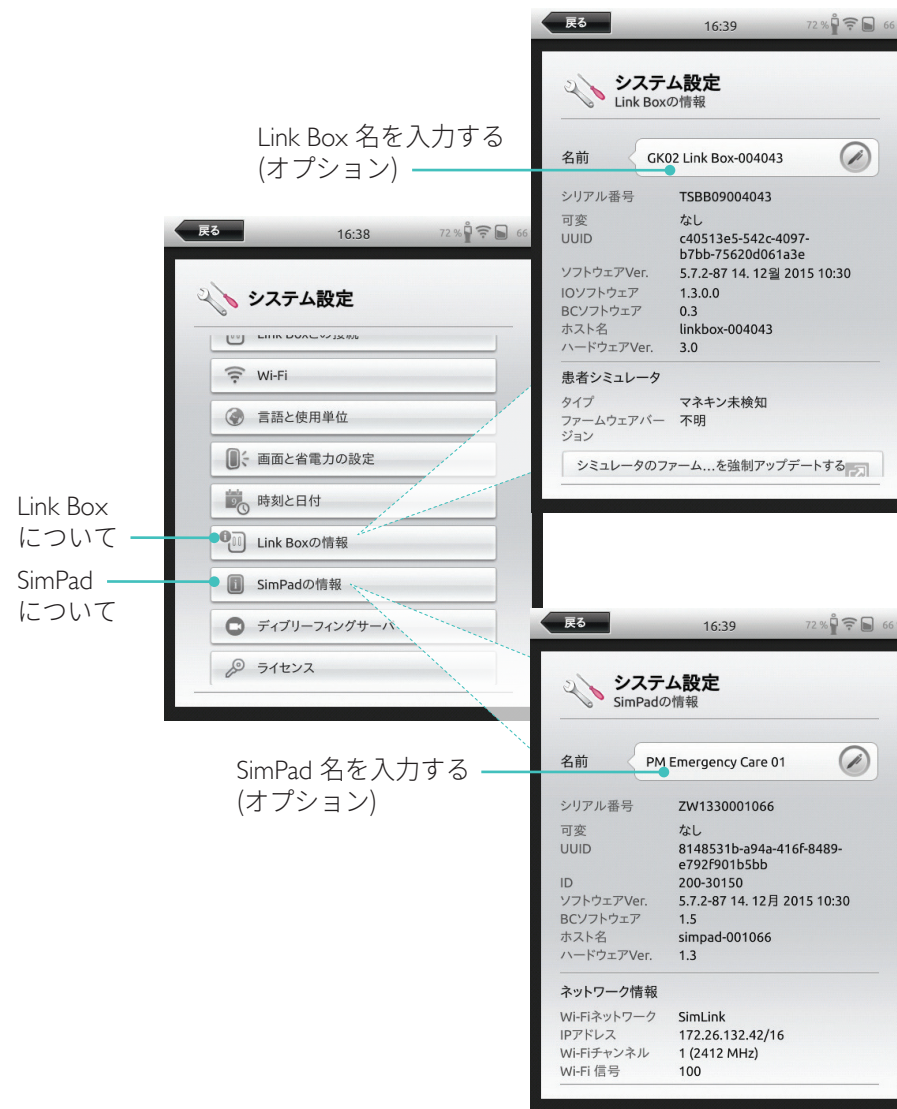 Link Box 名を入力する
(オプション)
戻る 16:39 72 % 66
システム設定
Link Boxの情報
名前 GK02 Link Box-004043
シリアル番号 TSBB09004043
可変 なし
UUID c40513e5-542c-4097-
b7bb-75620d061a3e
ソフトウェアVer. 5.7.2-87 14. 12월 2015 10:30
IOソフトウェア 1.3.0.0
BCソフトウェア 0.3
ホスト名 linkbox-004043
ハードウェアVer. 3.0
患者シミュレータ
タイプ マネキン未検知
ファームウェアバー 不明
ジョン
シミュレータのファーム...を強制アップデートする
戻る 16:38 72 % 66
システム設定
Link Boxとの接続
Wi-Fi
言語と使用単位
画面と省電力の設定
時刻と日付
Link Boxの情報
SimPadの情報
ディブリーフィングサーバ
ライセンス
Link Box
について
SimPad
について
SimPad 名を入力する
(オプション)
戻る 16:39 72 % 66
システム設定
SimPadの情報
名前 PM Emergency Care 01
シリアル番号 ZW1330001066
可変 なし
UUID 8148531b-a94a-416f-8489-
e792f901b5bb
ID 200-30150
ソフトウェアVer. 5.7.2-87 14. 12月 2015 10:30
BCソフトウェア 1.5
ホスト名 simpad-001066
ハードウェアVer. 1.3
ネットワーク情報
Wi-Fiネットワーク SimLink
IPアドレス 172.26.132.42/16
Wi-Fiチャンネル 1 (2412 MHz)
Wi-Fi 信号 100